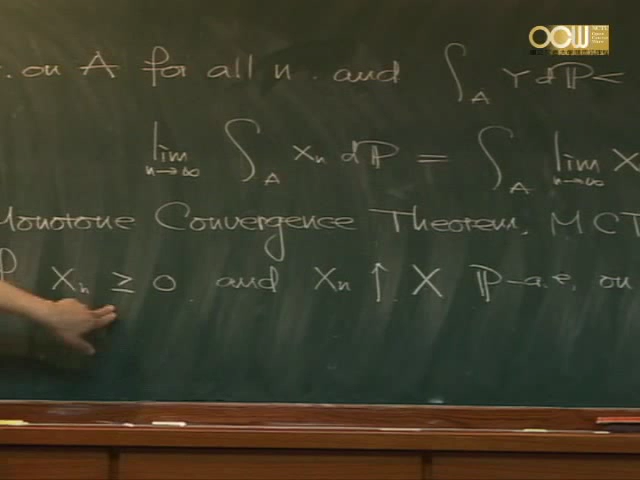 OCW
on A for all n. and ∫_A Y dℙ <
lim_{n→∞} ∫_A X_n dℙ = ∫_A lim_{n→∞} X
Monotone Convergence Theorem. MCT
X_n ≥ 0 and X_n ↑ X ℙ-a.e. on